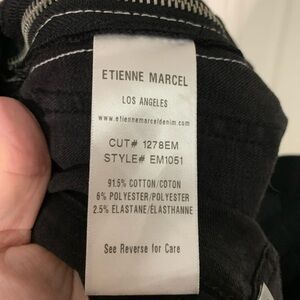 ETIENNE MARCEL
LOS ANGELES
www.etiennemarceldenim.com
CUT# 1278EM
STYLE# EM1051
91.5% COTTON/COTON
6% POLYESTER/POLYESTER
2.5% ELASTANE/ÉLASTHANNE
See Reverse for Care